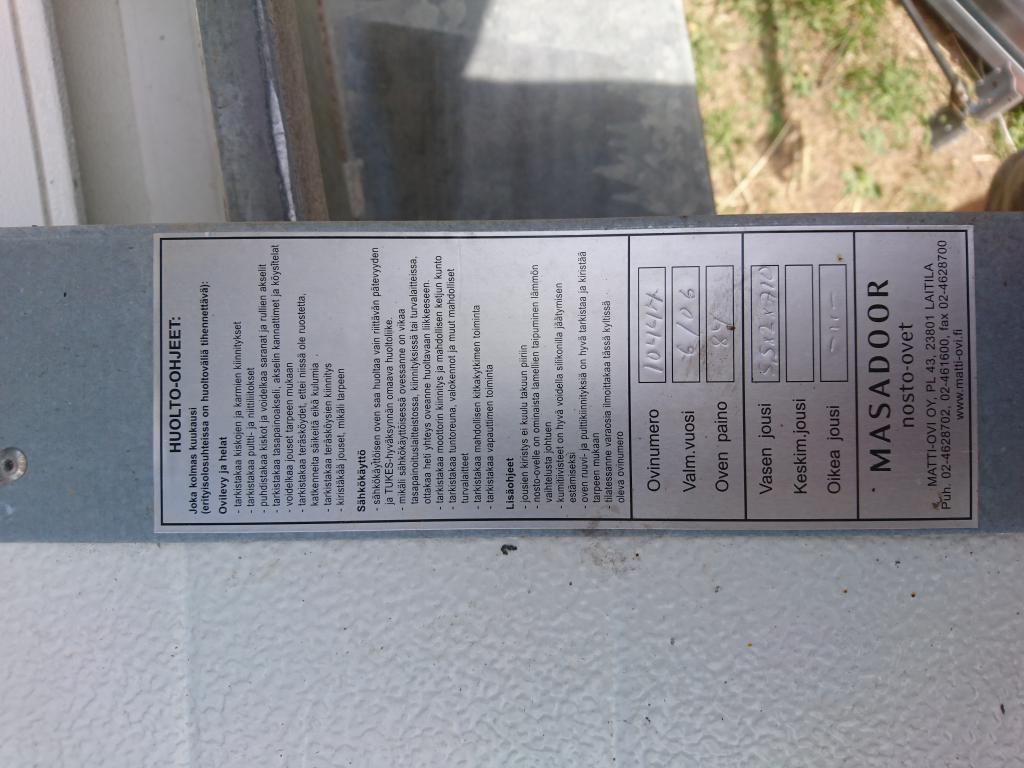 HUOLTO-OHJEET:
Joka kolmas kuukausi
(erityisolosuhteissa on huoltoväliä tihennettävä):
Ovilevy ja helat
- tarkistakaa kiskojen ja karmien kiinnitykset
- tarkistakaa pultti- ja niittiliitokset
- puhdistakaa kiskot ja voidelkaa saranat ja rullien akselit
- tarkistakaa tasapainoakseli, akselin kannattimet ja köysitelat
- voidelkaa jouset tarpeen mukaan
- tarkistakaa teräsköydet, ettei niissä ole ruostetta,
katkenneita säikeitä eikä kulumia
- tarkistakaa teräsköysien kiinnitys
- kiristäkää jouset, mikäli tarpeen
Sähkökäyttö
- sähkökäyttöisen oven saa huoltaa vain riittävän pätevyyden
ja TUKES-hyväksynnän omaava huoltoliike.
- mikäli sähkökäyttöisessä ovessanne on vikaa
tasapainoituslaitteistossa, kiinnityksissä tai turvalaitteissa,
ottakaa heti yhteys oveanne huoltavaan liikkeeseen.
- tarkistakaa moottorin kiinnitys ja mahdollisen ketjun kunto
- tarkistakaa tuntoreuna, valokennot ja muut mahdolliset
turvalaitteet
- tarkistakaa mahdollisen kitkakytkimen toiminta
- tarkistakaa vapauttimen toiminta
Lisäohjeet
- jousien kiristys ei kuulu takuun piiriin
- nosto-oville on ominaista lamellien taipuminen lämmön
vaihtelusta johtuen
- kumitiivisteet on hyvä voidella silikonilla jäätymisen
estämiseksi
- oven ruuvi- ja pulttikiinnityksiä on hyvä tarkistaa ja kiristää
tarpeen mukaan
- tilatessanne varaosia ilmoittakaa tässä kyltissä
oleva ovinumero
Ovinumero 104144
Valm.vuosi 6/06
Oven paino
Vasen jousi
Keskim.jousi
Oikea jousi -11-
MASADOOR
nosto-ovet
MATTI-OVI OY, PL 43, 23801 LAITILA
Puh. 02-4628702, 02-461600, fax 02-4628700
www.matti-ovi.fi